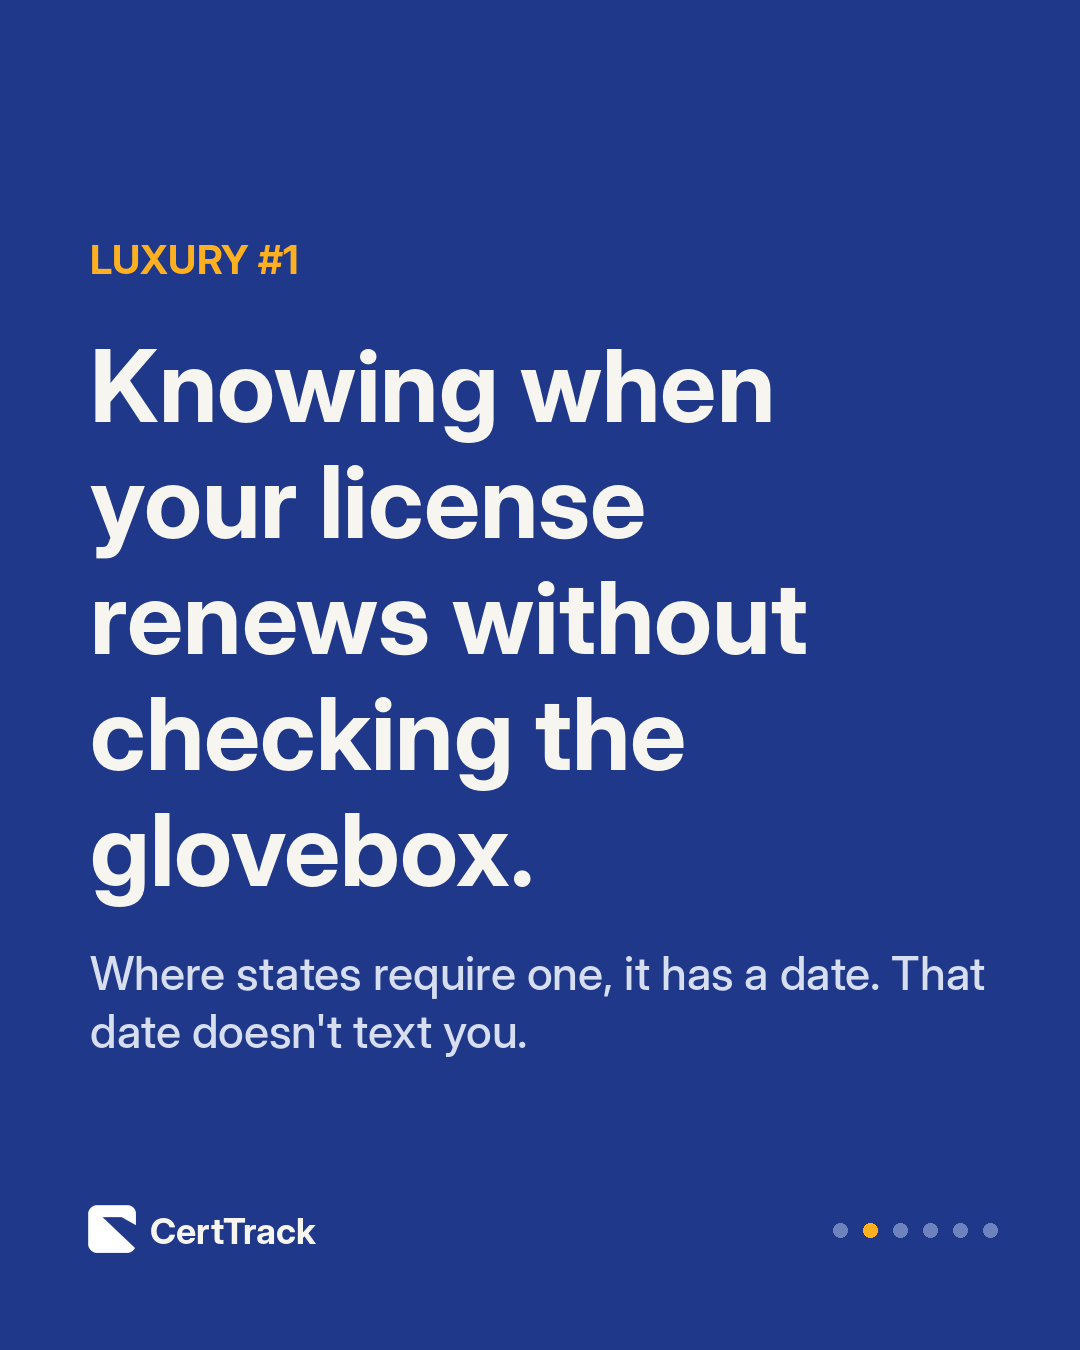 LUXURY #1
Knowing when
your license
renews without
checking the
glovebox.
Where states require one, it has a date. That
date doesn't text you.
CertTrack